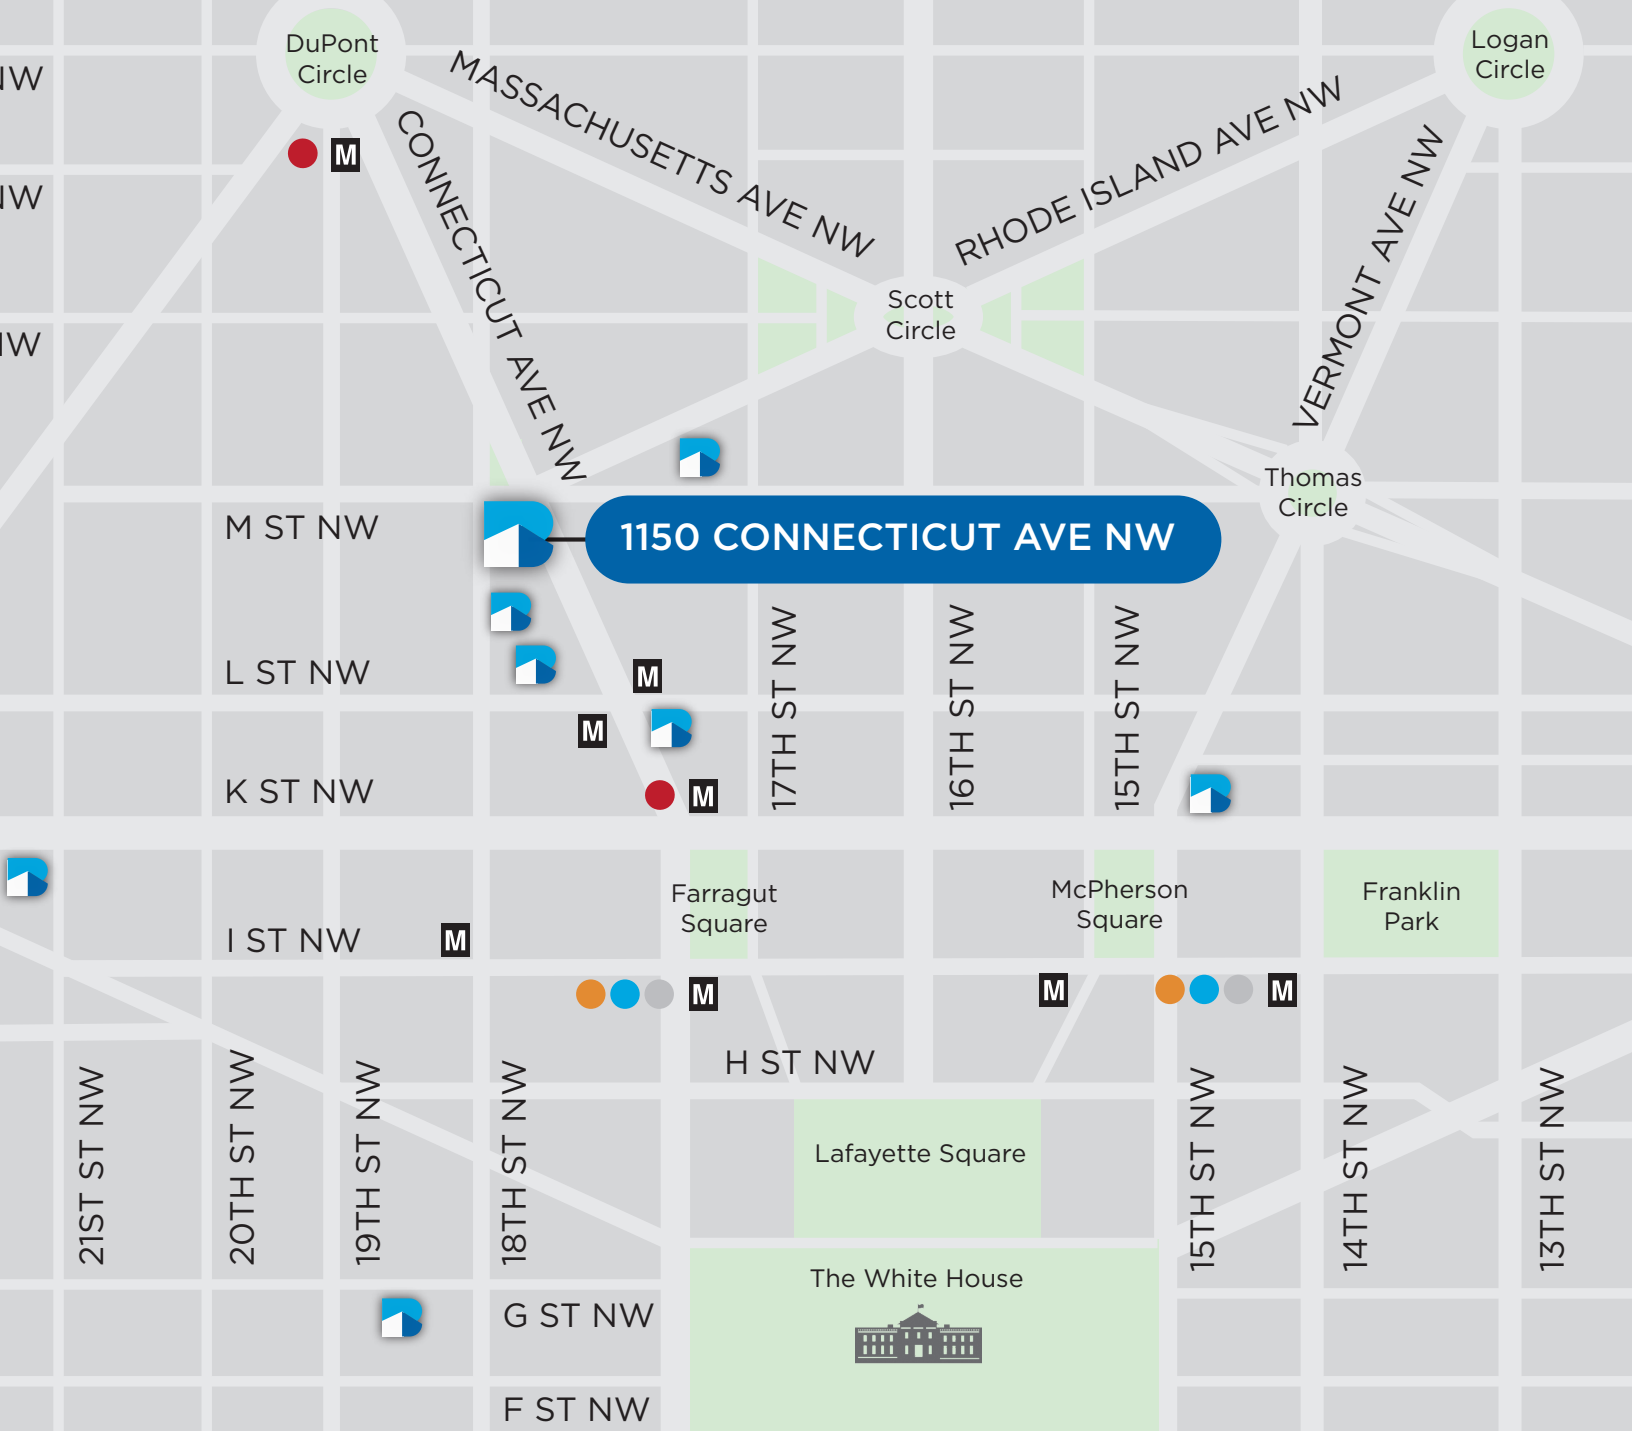 DuPont
Circle
Logan
Circle
NW
MASSACHUSETTS AVE NW
RHODE ISLAND AVE NW
CONNECTICUT AVE NW
VERMONT AVE NW
M
NW
Scott
Circle
NW
Thomas
Circle
M ST NW
1150 CONNECTICUT AVE NW
L ST NW
M
17TH ST NW
16TH ST NW
15TH ST NW
M
K ST NW
M
Farragut
Square
McPherson
Square
Franklin
Park
I ST NW
M
M
M
M
H ST NW
21ST ST NW
20TH ST NW
19TH ST NW
18TH ST NW
15TH ST NW
14TH ST NW
13TH ST NW
Lafayette Square
The White House
G ST NW
F ST NW